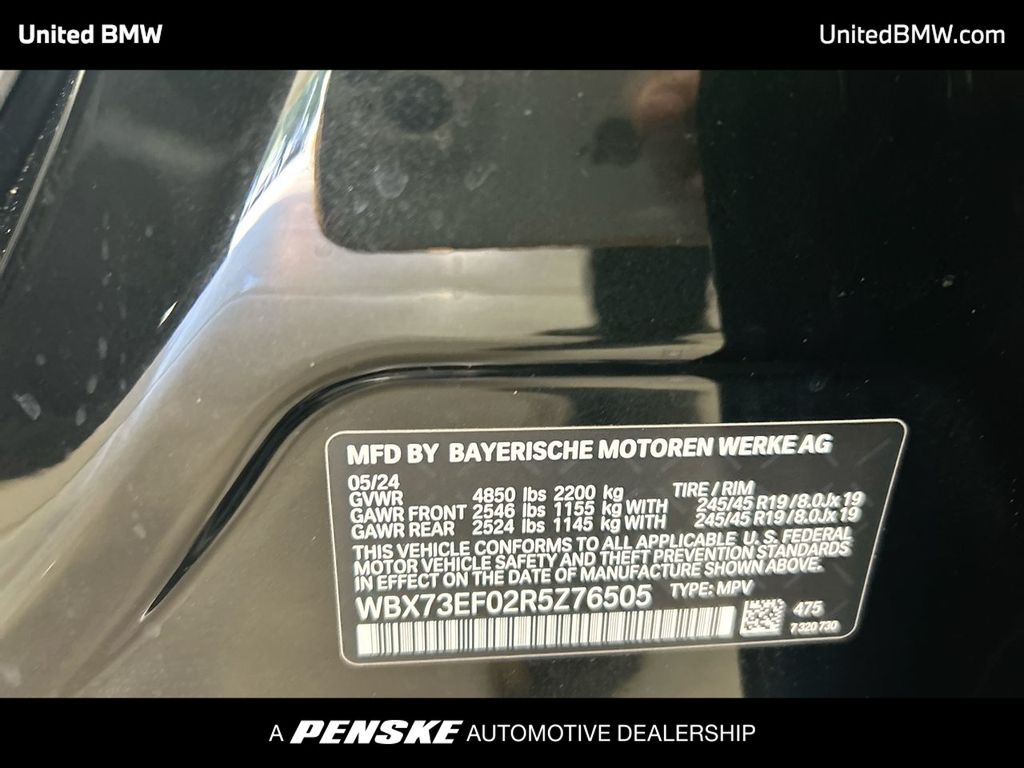 United BMW
UnitedBMW.com
MFD BY BAYERISCHE MOTOREN WERKE AG
05/24
GVWR 4850 lbs 2200 kg TIRE / RIM
GAWR FRONT 2546 lbs 1155 kg WITH 245/45 R19/8.0Jx19
GAWR REAR 2524 lbs 1145 kg WITH 245/45 R19/8.0Jx19
THIS VEHICLE CONFORMS TO ALL APPLICABLE U.S. FEDERAL
MOTOR VEHICLE SAFETY AND THEFT PREVENTION STANDARDS
IN EFFECT ON THE DATE OF MANUFACTURE SHOWN ABOVE.
WBX73EF02R5Z76505 TYPE: MPV
475
7 320 730
A PENSKE AUTOMOTIVE DEALERSHIP